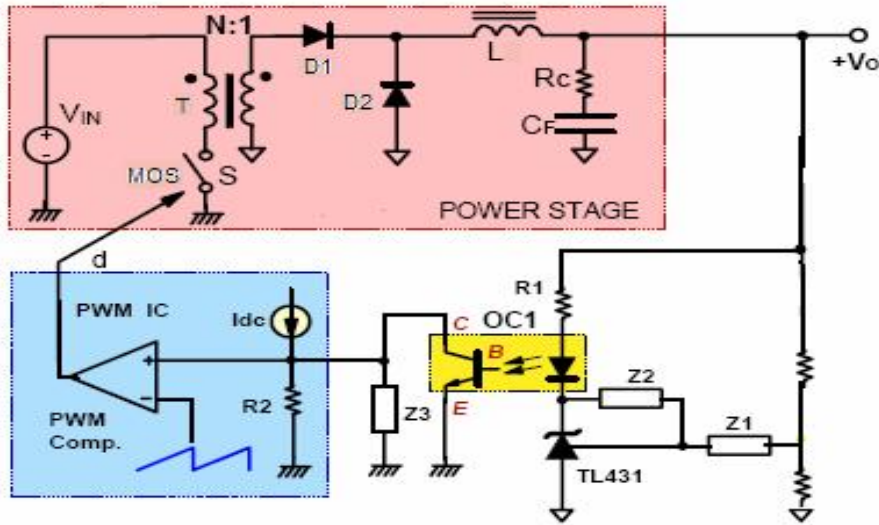 N:1
+Vo
D1
L
Rc
VIN
T
D2
CF
MOS
S
POWER STAGE
d
R1
PWM IC
Idc
C
OC1
B
+
Z2
R2
Z3
E
Z1
PWM
Comp.
TL431